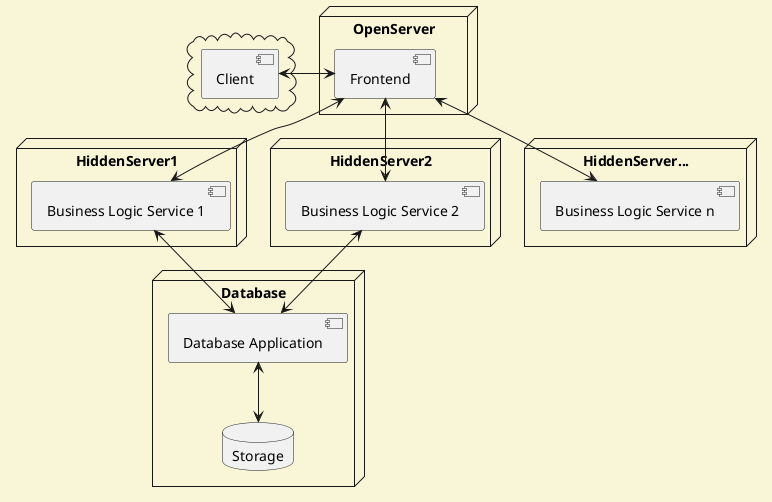 OpenServer
Client
Frontend
HiddenServer1
HiddenServer2
HiddenServer...
Business Logic Service 1
Business Logic Service 2
Business Logic Service n
Database
Database Application
Storage